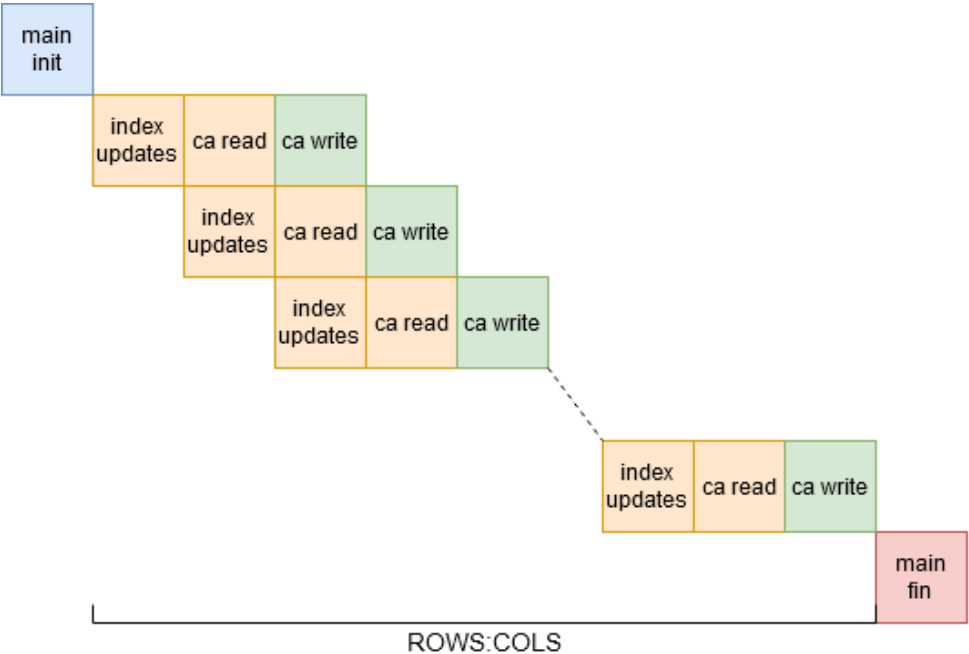 main
init
index
updates
ca read
ca write
index
updates
ca read
ca write
index
updates
ca read
ca write
index
updates
ca read
ca write
main
fin
ROWS:COLS